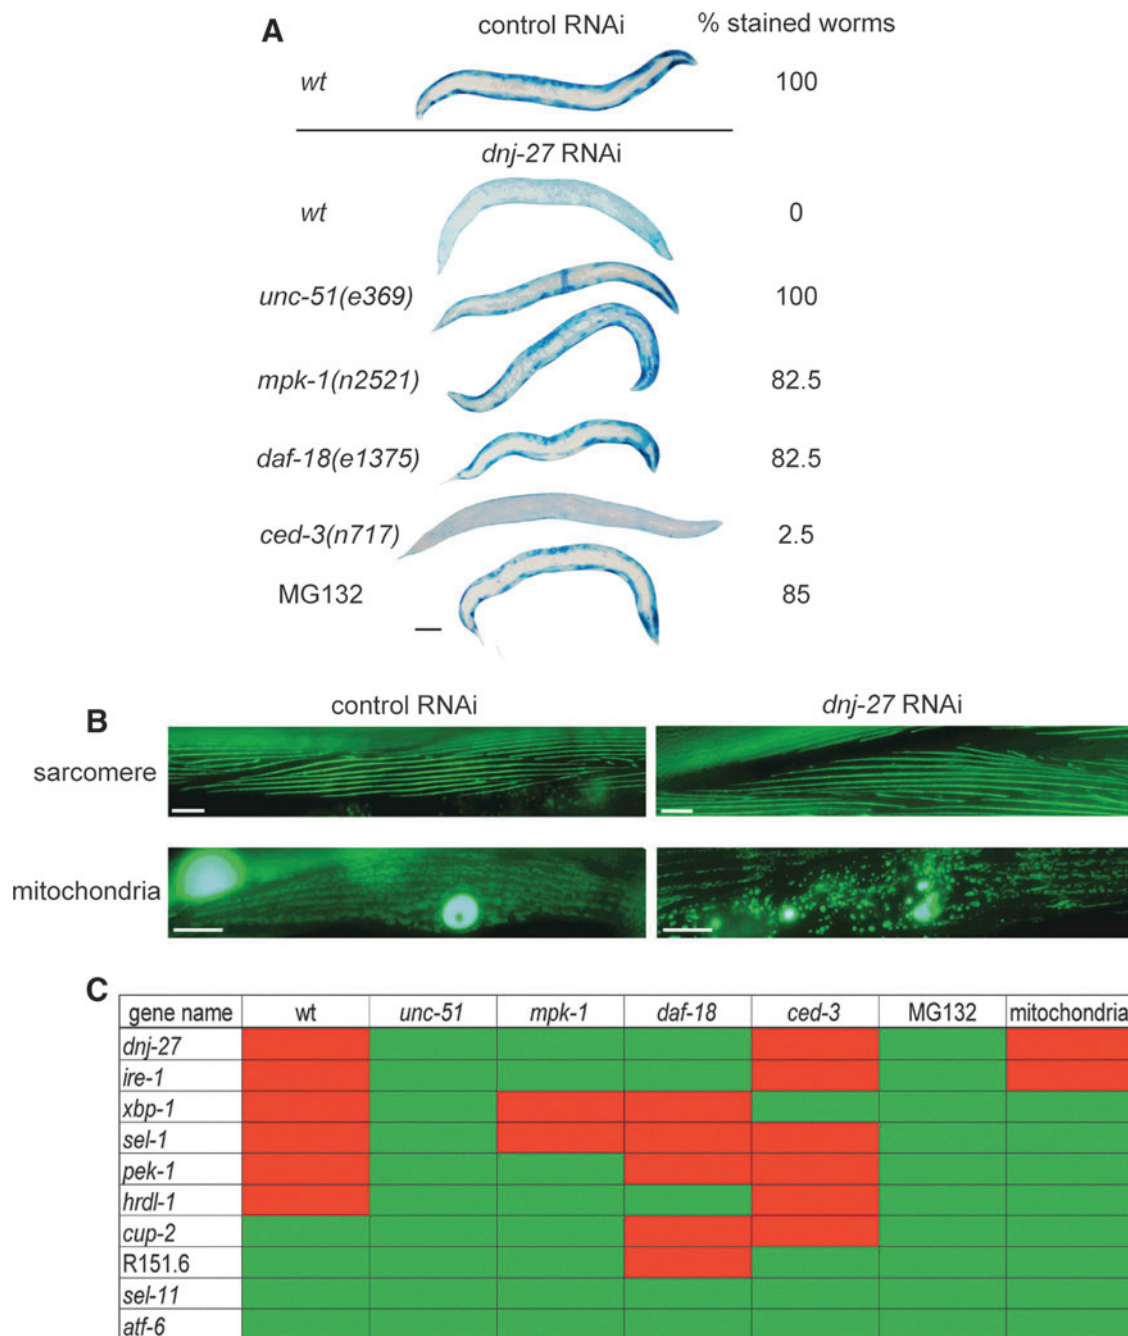 A
control RNAi % stained worms
wt 100
dnj-27 RNAi
wt 0
unc-51(e369) 100
mpk-1(n2521) 82.5
daf-18(e1375) 82.5
ced-3(n717) 2.5
MG132 85
B
control RNAi dnj-27 RNAi
sarcomere
mitochondria
C
gene name wt unc-51 mpk-1 daf-18 ced-3 MG132 mitochondria
dnj-27
ire-1
xbp-1
sel-1
pek-1
hrdl-1
cup-2
R151.6
sel-11
atf-6